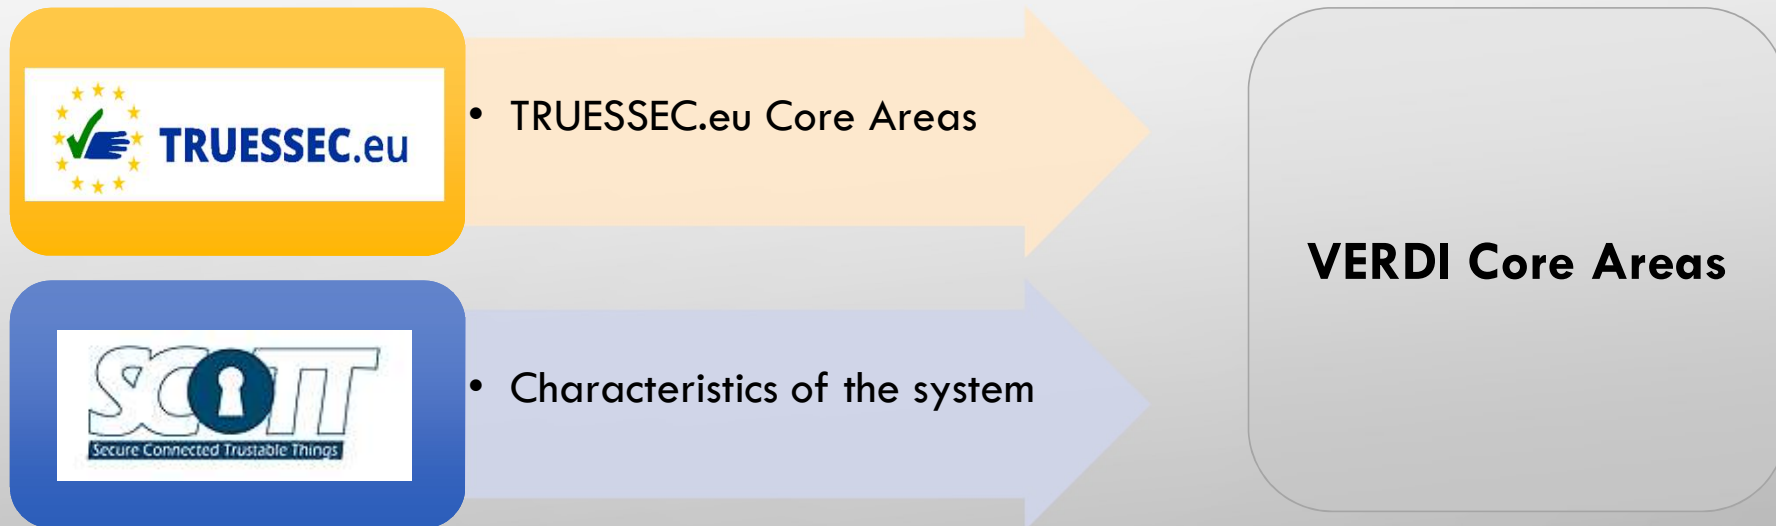 TRUESSEC.eu
• TRUESSEC.eu Core Areas
SCOTT
Secure Connected Trustable Things
• Characteristics of the system
VERDI Core Areas